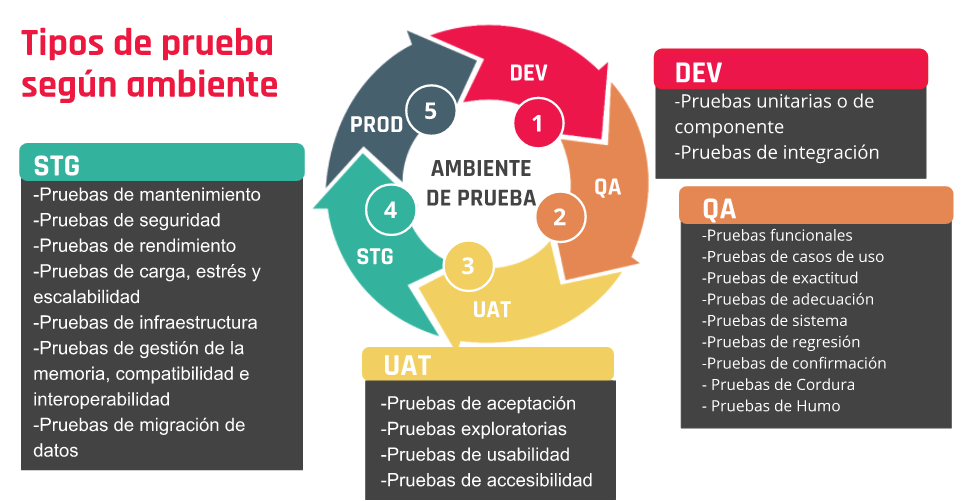 Tipos de prueba
según ambiente
DEV
1
QA
2
UAT
3
STG
4
PROD
5
AMBIENTE
DE PRUEBA
DEV
-Pruebas unitarias o de
componente
-Pruebas de integración
QA
-Pruebas funcionales
-Pruebas de casos de uso
-Pruebas de exactitud
-Pruebas de adecuación
-Pruebas de sistema
-Pruebas de regresión
-Pruebas de confirmación
- Pruebas de Cordura
- Pruebas de Humo
UAT
-Pruebas de aceptación
-Pruebas exploratorias
-Pruebas de usabilidad
-Pruebas de accesibilidad
STG
-Pruebas de mantenimiento
-Pruebas de seguridad
-Pruebas de rendimiento
-Pruebas de carga, estrés y
escalabilidad
-Pruebas de infraestructura
-Pruebas de gestión de la
memoria, compatibilidad e
interoperabilidad
-Pruebas de migración de
datos